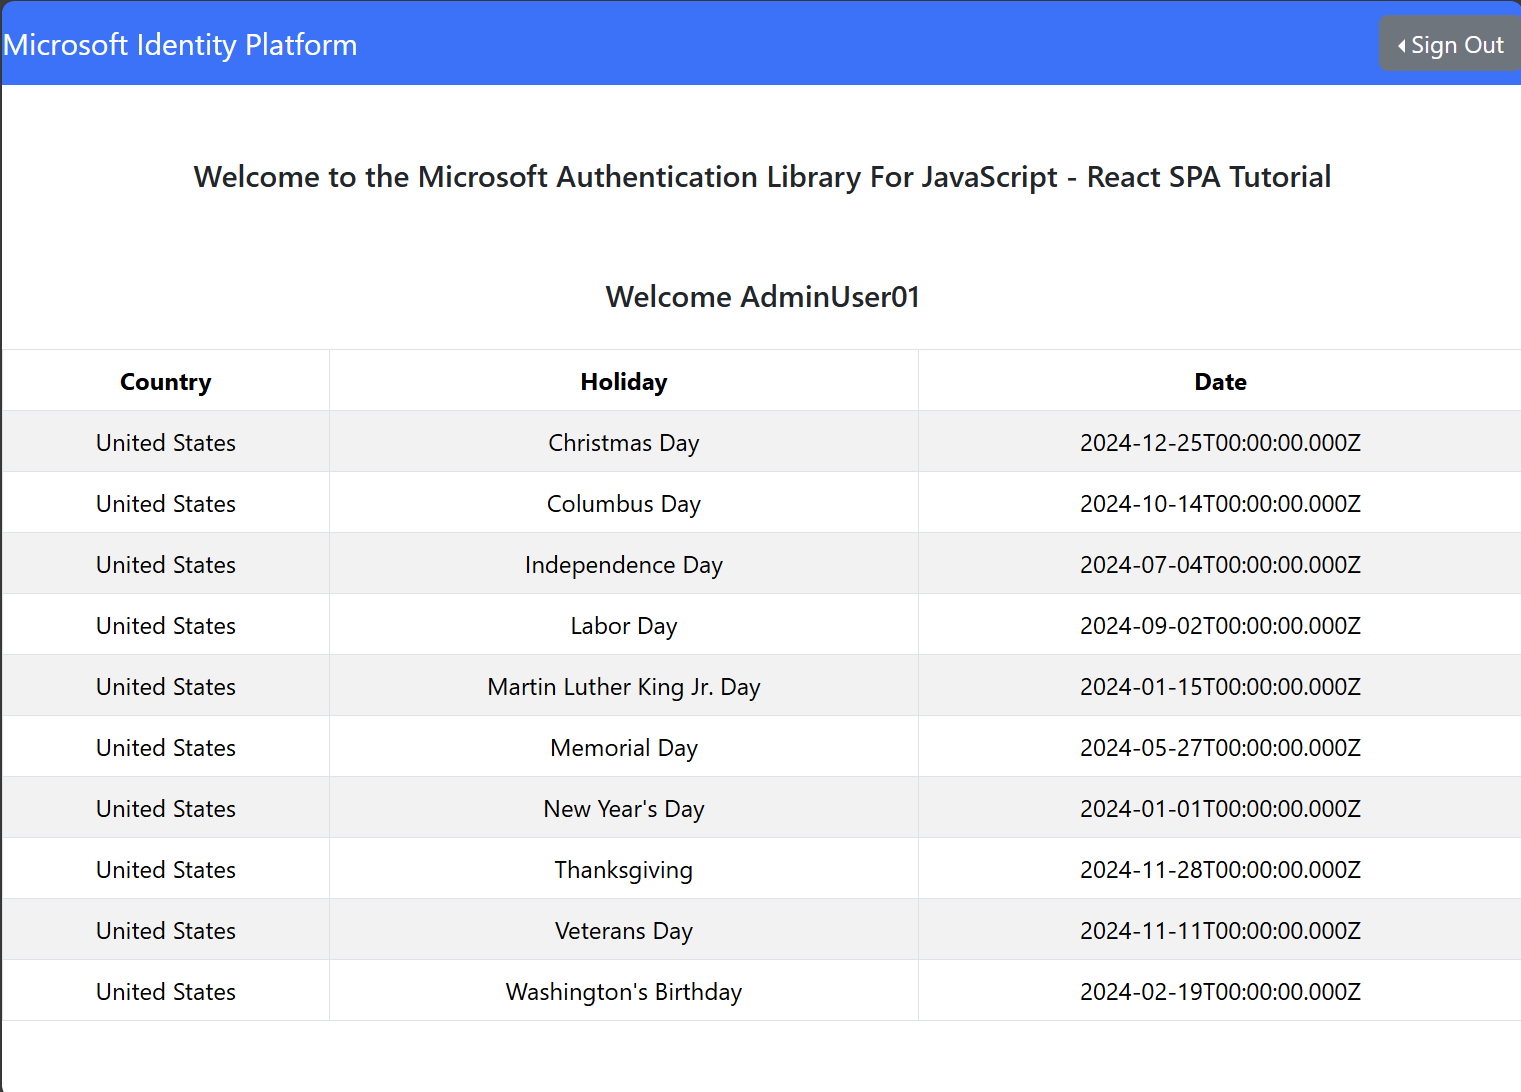 Microsoft Identity Platform
Sign Out
Welcome to the Microsoft Authentication Library For JavaScript - React SPA Tutorial
Welcome AdminUser01
Country Holiday Date
United States Christmas Day 2024-12-25T00:00:00.000Z
United States Columbus Day 2024-10-14T00:00:00.000Z
United States Independence Day 2024-07-04T00:00:00.000Z
United States Labor Day 2024-09-02T00:00:00.000Z
United States Martin Luther King Jr. Day 2024-01-15T00:00:00.000Z
United States Memorial Day 2024-05-27T00:00:00.000Z
United States New Year's Day 2024-01-01T00:00:00.000Z
United States Thanksgiving 2024-11-28T00:00:00.000Z
United States Veterans Day 2024-11-11T00:00:00.000Z
United States Washington's Birthday 2024-02-19T00:00:00.000Z